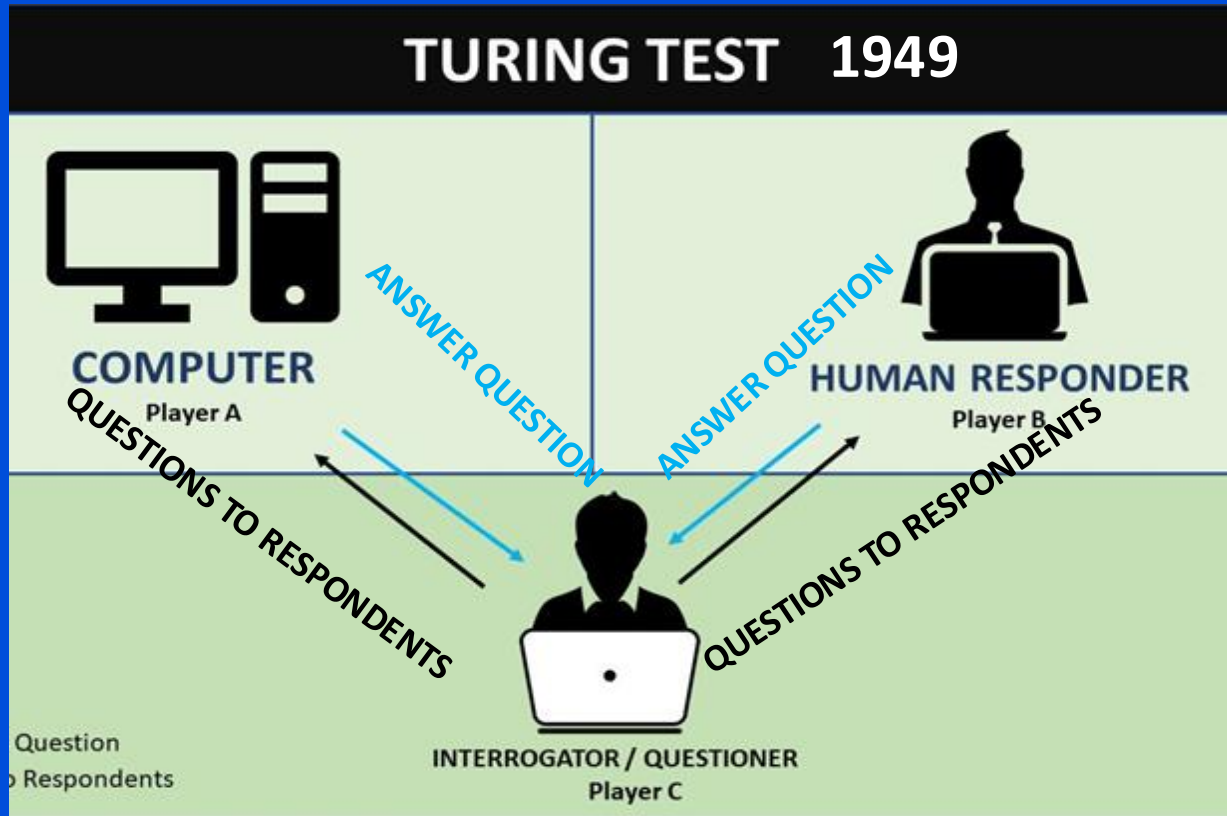 TURING TEST 1949
ANSWER QUESTION
ANSWER QUESTION
COMPUTER
Player A
HUMAN RESPONDER
Player B
QUESTIONS TO RESPONDENTS
QUESTIONS TO RESPONDENTS
Question
Respondents
INTERROGATOR / QUESTIONER
Player C